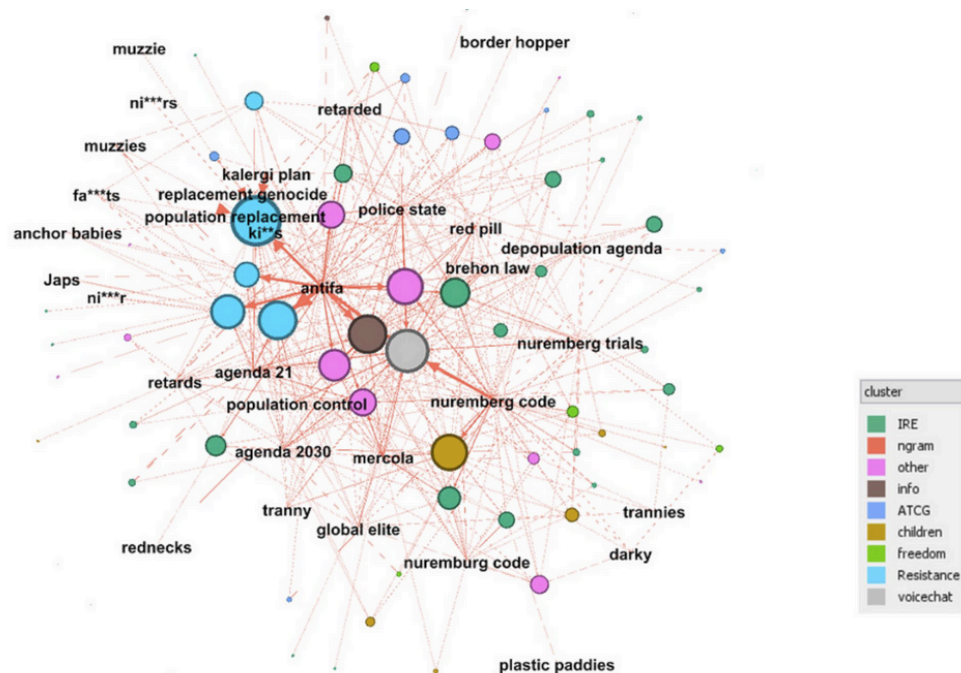 muzzie
border hopper
ni***rs
retarded
muzzies
kalergi plan
fa***ts
replacement genocide
population replacement
police state
anchor babies
ki**s
red pill
depopulation agenda
brehon law
Japs
antifa
ni***r
nuremberg trials
retards
agenda 21
population control
nuremberg code
agenda 2030
mercola
tranny
trannies
global elite
rednecks
nuremburg code
darky
plastic paddies
cluster
IRE
ngram
other
info
ATCG
children
freedom
Resistance
voicechat